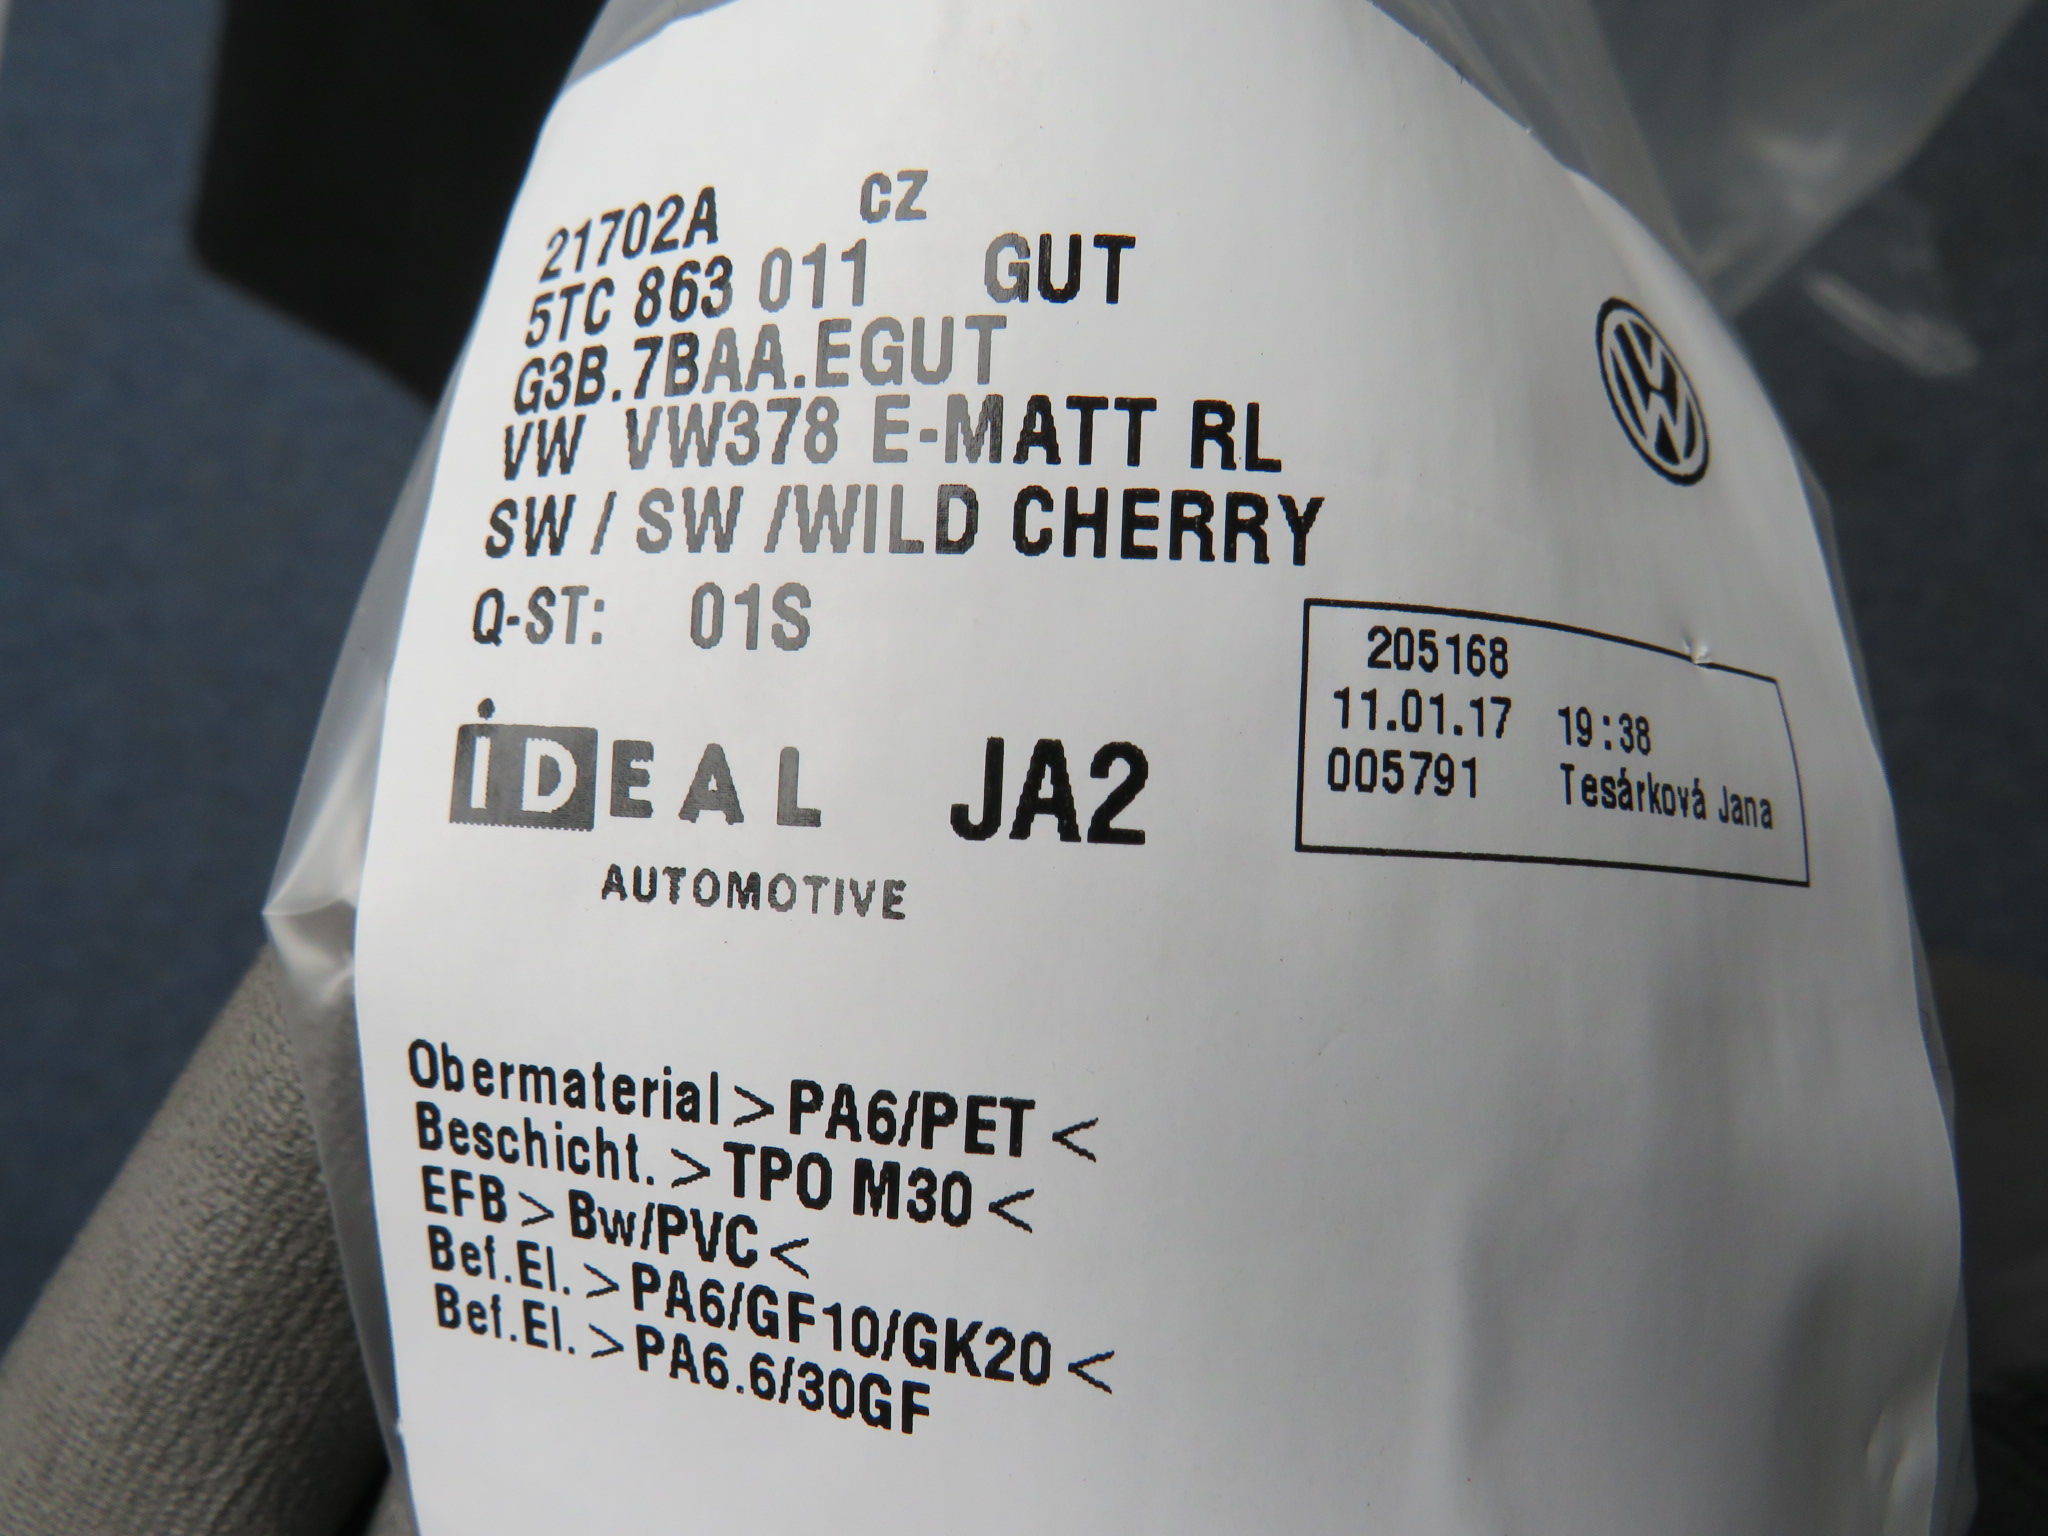 21702A CZ
5TC 863 011 GUT
G3B.7BAA.EGUT
VW VW378 E-MATT RL
SW / SW /WILD CHERRY
Q-ST: 01S
205168
11.01.17 19:38
005791 Tesárková Jana
iDEAL JA2
AUTOMOTIVE
Obermaterial > PA6/PET <
Beschicht. > TPO M30 <
EFB > Bw/PVC <
Bef.El. > PA6/GF10/GK20 <
Bef.El. > PA6.6/30GF